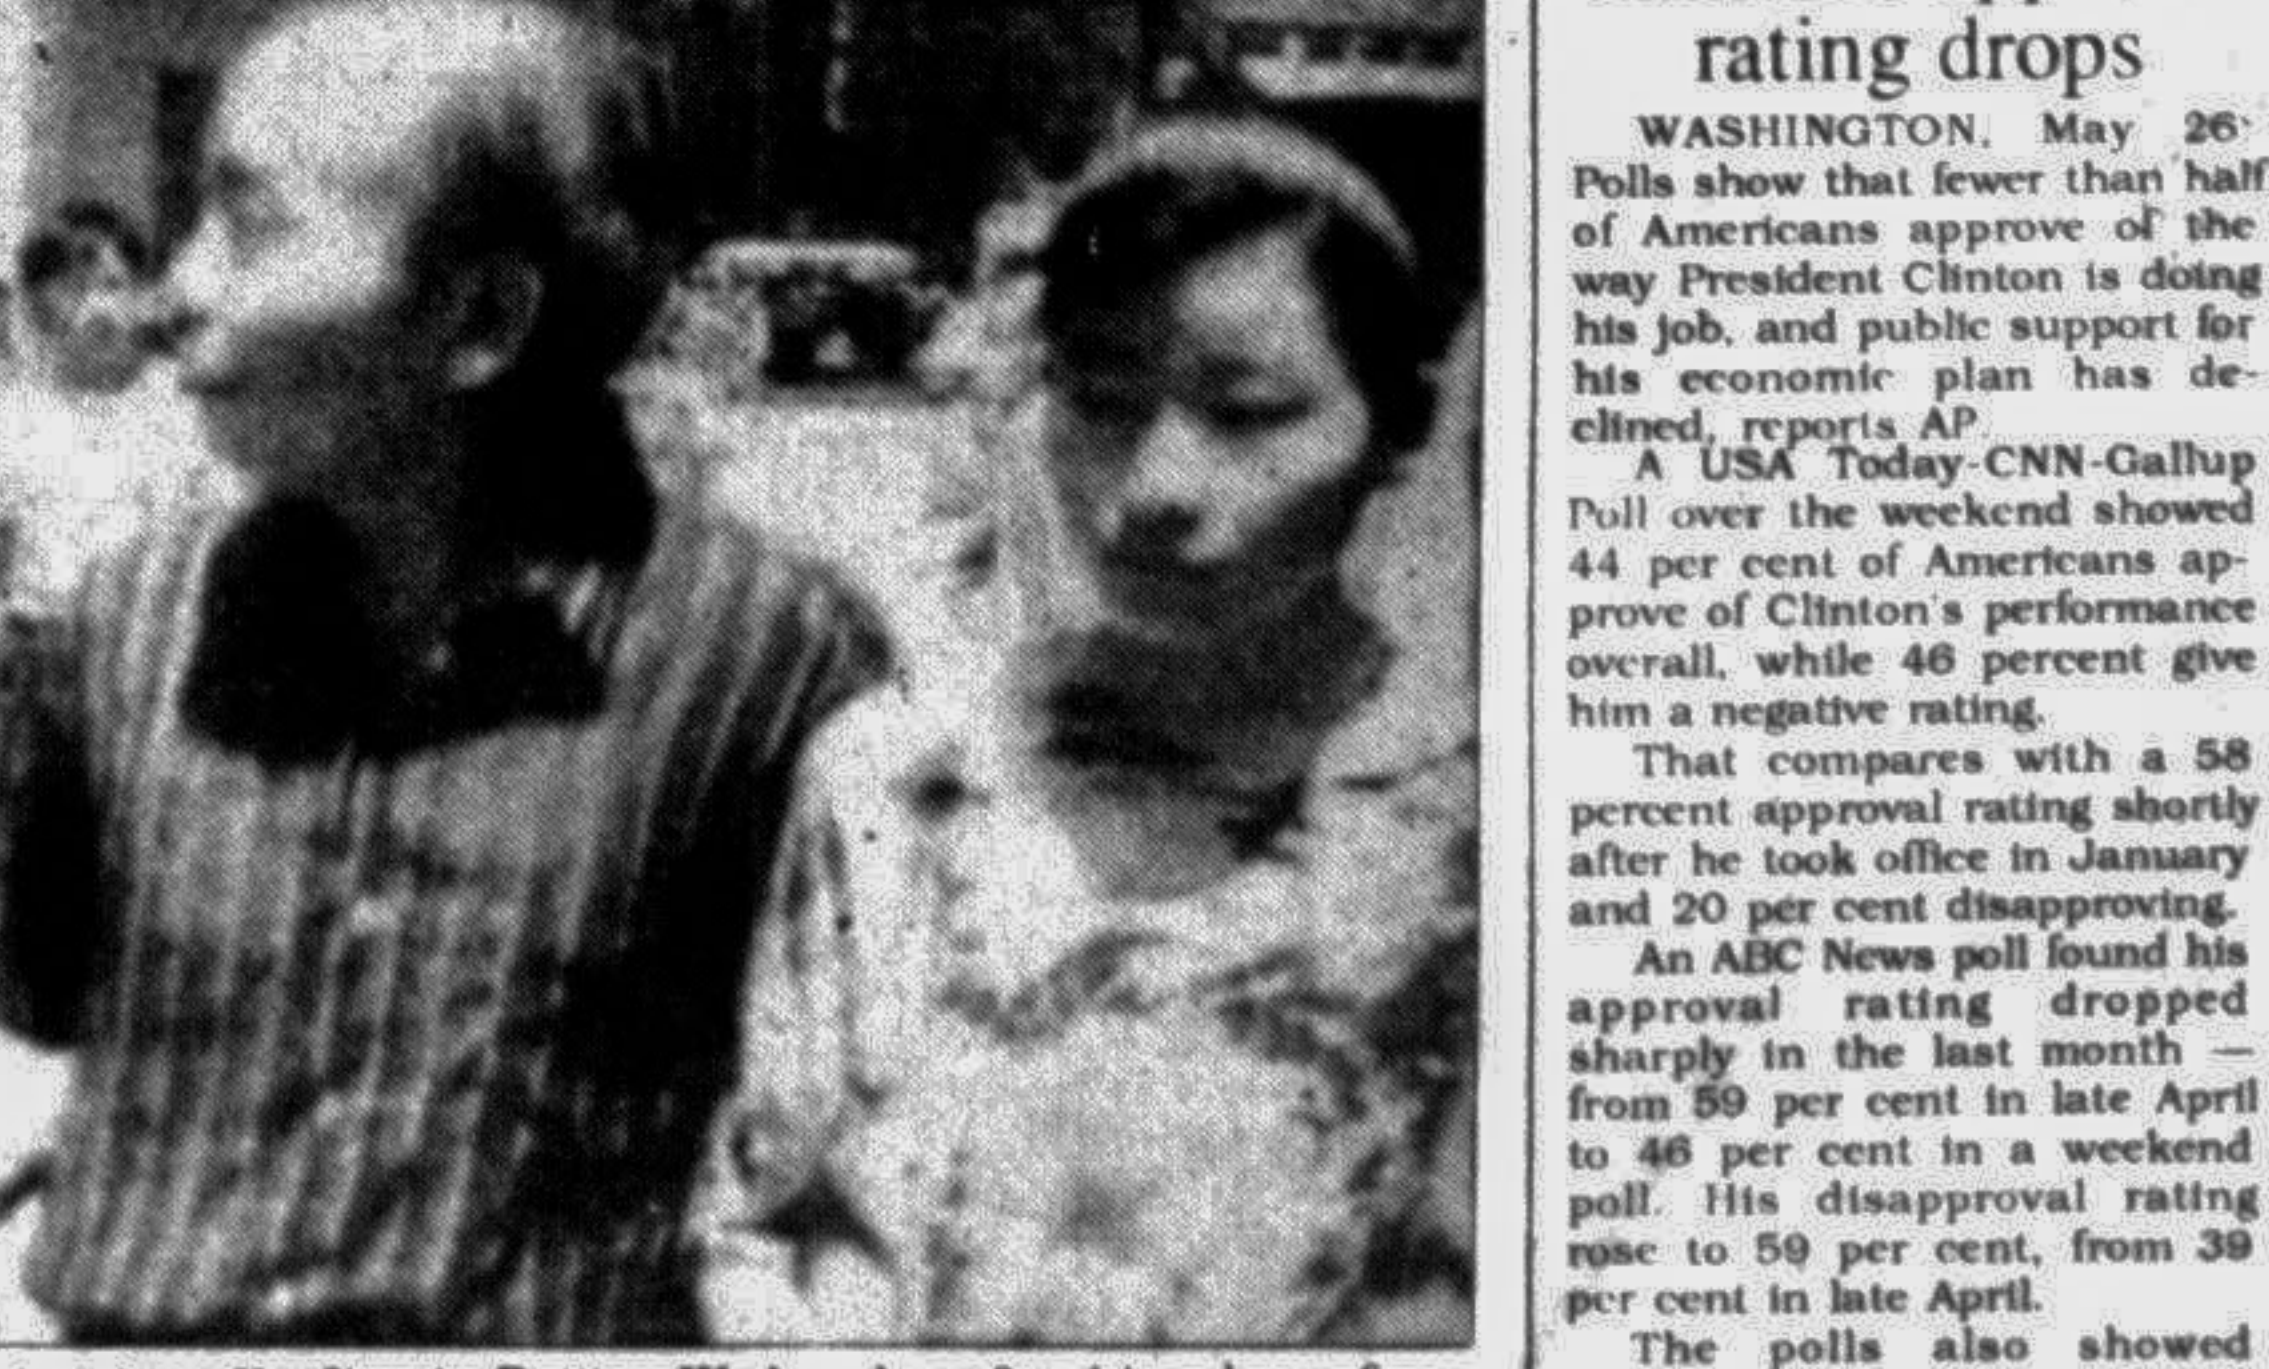 rating drops
WASHINGTON, May 26:
Polls show that fewer than half
of Americans approve of the
way President Clinton is doing
his job, and public support for
his economic plan has de-
clined, reports AP.
A USA Today-CNN-Gallup
Poll over the weekend showed
44 per cent of Americans ap-
prove of Clinton's performance
overall, while 46 percent give
him a negative rating.
That compares with a 58
percent approval rating shortly
after he took office in January
and 20 per cent disapproving.
An ABC News poll found his
approval rating dropped
sharply in the last month —
from 59 per cent in late April
to 46 per cent in a weekend
poll. His disapproval rating
rose to 59 per cent, from 39
per cent in late April.
The polls also showed